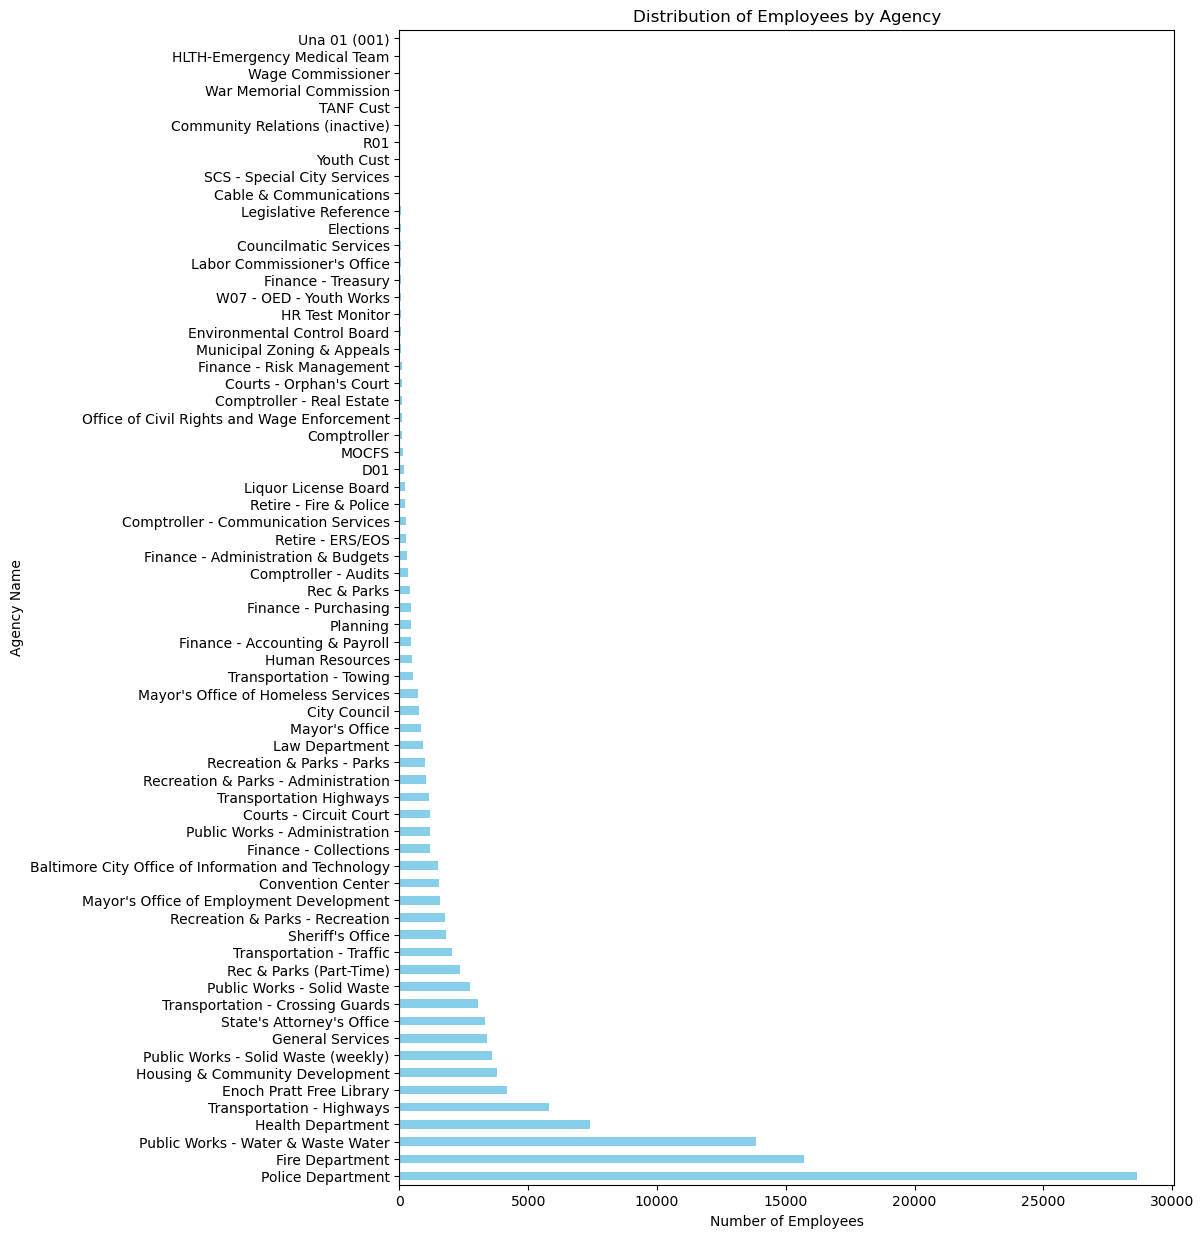 Distribution of Employees by Agency
Una 01 (001)
HLTH-Emergency Medical Team
Wage Commissioner
War Memorial Commission
TANF Cust
Community Relations (inactive)
R01
Youth Cust
SCS - Special City Services
Cable & Communications
Legislative Reference
Elections
Councilmatic Services
Labor Commissioner's Office
Finance - Treasury
W07 - OED - Youth Works
HR Test Monitor
Environmental Control Board
Municipal Zoning & Appeals
Finance - Risk Management
Courts - Orphan's Court
Comptroller - Real Estate
Office of Civil Rights and Wage Enforcement
Comptroller
MOCFS
D01
Liquor License Board
Retire - Fire & Police
Comptroller - Communication Services
Retire - ERS/EOS
Finance - Administration & Budgets
Comptroller - Audits
Rec & Parks
Finance - Purchasing
Planning
Finance - Accounting & Payroll
Human Resources
Transportation - Towing
Mayor's Office of Homeless Services
City Council
Mayor's Office
Law Department
Recreation & Parks - Parks
Recreation & Parks - Administration
Transportation Highways
Courts - Circuit Court
Public Works - Administration
Finance - Collections
Baltimore City Office of Information and Technology
Convention Center
Mayor's Office of Employment Development
Recreation & Parks - Recreation
Sheriff's Office
Transportation - Traffic
Rec & Parks (Part-Time)
Public Works - Solid Waste
Transportation - Crossing Guards
State's Attorney's Office
General Services
Public Works - Solid Waste (weekly)
Housing & Community Development
Enoch Pratt Free Library
Transportation - Highways
Health Department
Public Works - Water & Waste Water
Fire Department
Police Department
Agency Name
0 5000 10000 15000 20000 25000 30000
Number of Employees